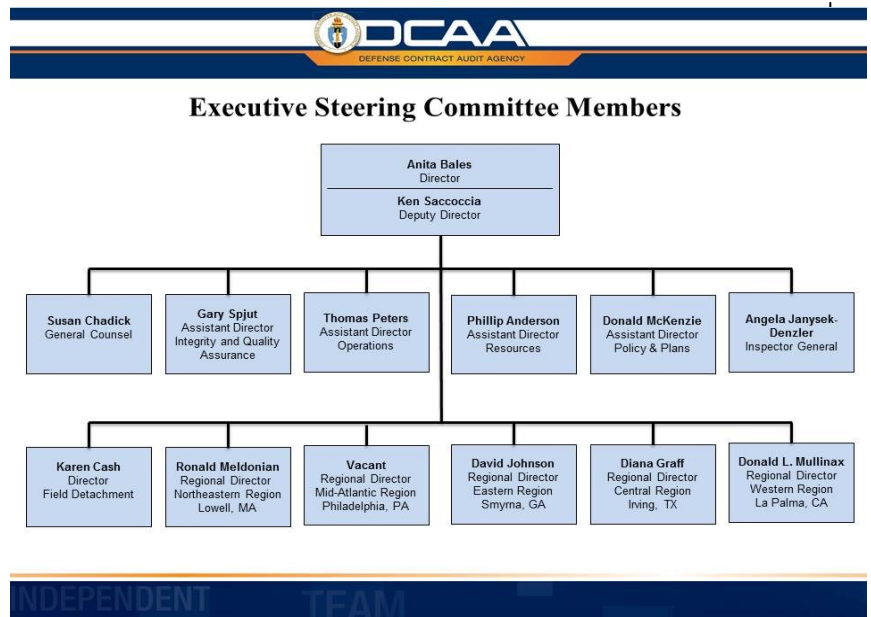 DCAA
DEFENSE CONTRACT AUDIT AGENCY
Executive Steering Committee Members
Anita Bales
Director
Ken Saccoccia
Deputy Director
Susan Chadick
General Counsel
Gary Spjut
Assistant Director
Integrity and Quality
Assurance
Thomas Peters
Assistant Director
Operations
Phillip Anderson
Assistant Director
Resources
Donald McKenzie
Assistant Director
Policy & Plans
Angela Janysek-
Denzler
Inspector General
Karen Cash
Director
Field Detachment
Ronald Meldonian
Regional Director
Northeastern Region
Lowell, MA
Vacant
Regional Director
Mid-Atlantic Region
Philadelphia, PA
David Johnson
Regional Director
Eastern Region
Smyrna, GA
Diana Graff
Regional Director
Central Region
Irving, TX
Donald L. Mullinax
Regional Director
Western Region
La Palma, CA
INDEPENDENT
TEAM